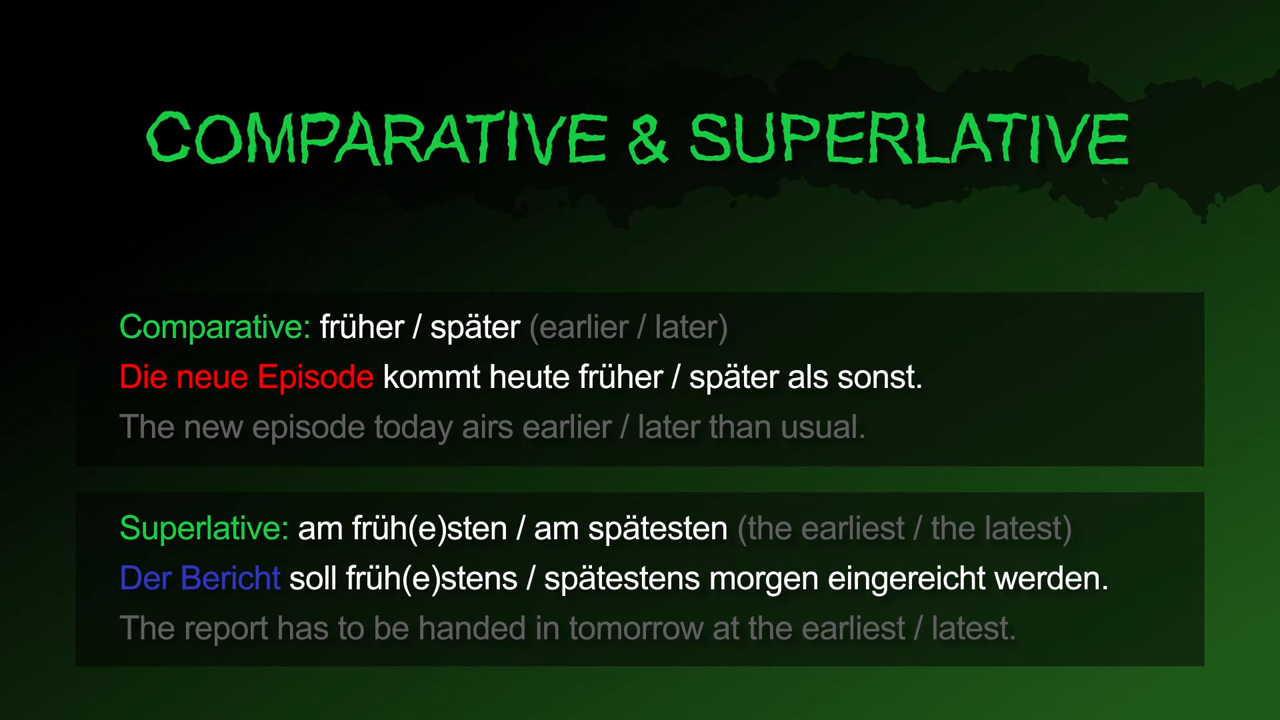 COMPARATIVE & SUPERLATIVE
Comparative: früher / später (earlier / later)
Die neue Episode kommt heute früher / später als sonst.
The new episode today airs earlier / later than usual.
Superlative: am früh(e)sten / am spätesten (the earliest / the latest)
Der Bericht soll früh(e)stens / spätestens morgen eingereicht werden.
The report has to be handed in tomorrow at the earliest / latest.